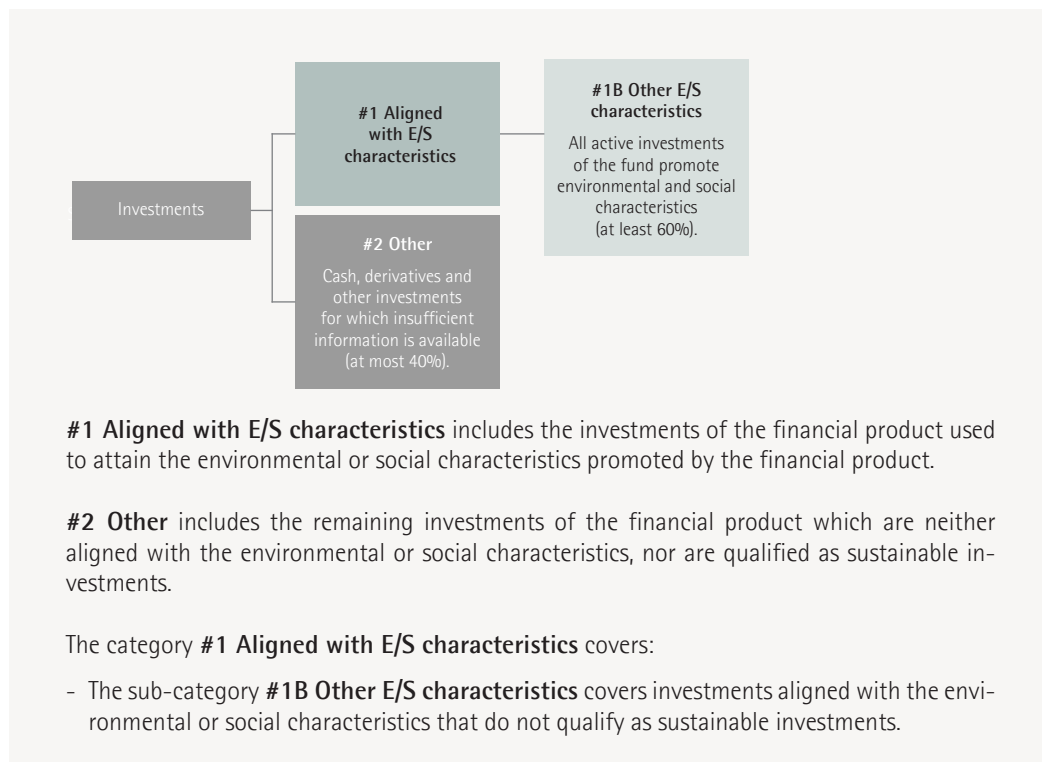 Investments
#1 Aligned
with E/S
characteristics
#1B Other E/S
characteristics
All active investments
of the fund promote
environmental and social
characteristics
(at least 60%).
#2 Other
Cash, derivatives and
other investments
for which insufficient
information is available
(at most 40%).
#1 Aligned with E/S characteristics includes the investments of the financial product used
to attain the environmental or social characteristics promoted by the financial product.
#2 Other includes the remaining investments of the financial product which are neither
aligned with the environmental or social characteristics, nor are qualified as sustainable in-
vestments.
The category #1 Aligned with E/S characteristics covers:
- The sub-category #1B Other E/S characteristics covers investments aligned with the envi-
ronmental or social characteristics that do not qualify as sustainable investments.